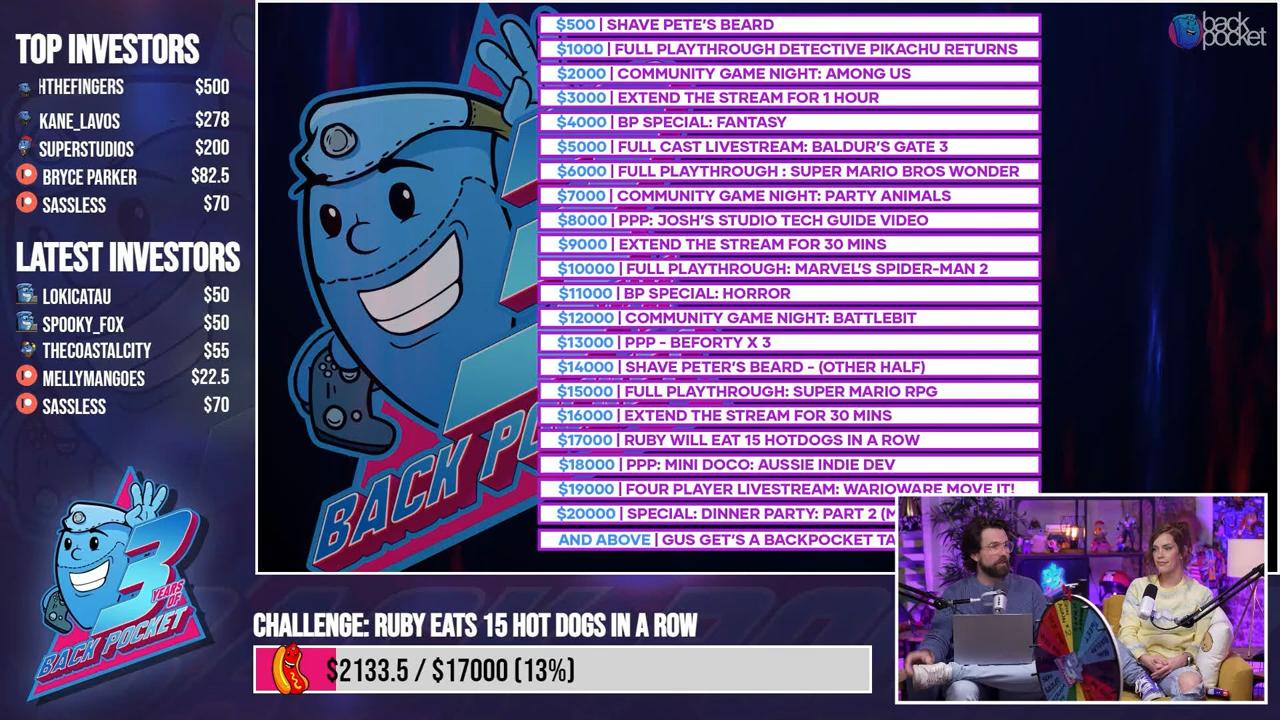 TOP INVESTORS
HTHEFINGERS $500
KANE_LAVOS $278
SUPERSTUDIOS $200
BRYCE PARKER $82.5
SASSLESS $70
LATEST INVESTORS
LOKICATAU $50
SPOOKY_FOX $50
THECOASTALCITY $55
MELLYMANGOES $22.5
SASSLESS $70
3
YEARS
OF
BACK POCKET
BACK PO
$500 | SHAVE PETE'S BEARD
$1000 | FULL PLAYTHROUGH DETECTIVE PIKACHU RETURNS
$2000 | COMMUNITY GAME NIGHT: AMONG US
$3000 | EXTEND THE STREAM FOR 1 HOUR
$4000 | BP SPECIAL: FANTASY
$5000 | FULL CAST LIVESTREAM: BALDUR'S GATE 3
$6000 | FULL PLAYTHROUGH : SUPER MARIO BROS WONDER
$7000 | COMMUNITY GAME NIGHT: PARTY ANIMALS
$8000 | PPP: JOSH'S STUDIO TECH GUIDE VIDEO
$9000 | EXTEND THE STREAM FOR 30 MINS
$10000 | FULL PLAYTHROUGH: MARVEL'S SPIDER-MAN 2
$11000 | BP SPECIAL: HORROR
$12000 | COMMUNITY GAME NIGHT: BATTLEBIT
$13000 | PPP - BEFORTY X 3
$14000 | SHAVE PETER'S BEARD - (OTHER HALF)
$15000 | FULL PLAYTHROUGH: SUPER MARIO RPG
$16000 | EXTEND THE STREAM FOR 30 MINS
$17000 | RUBY WILL EAT 15 HOTDOGS IN A ROW
$18000 | PPP: MINI DOCO: AUSSIE INDIE DEV
$19000 | FOUR PLAYER LIVESTREAM: WARIOWARE MOVE IT!
$20000 | SPECIAL: DINNER PARTY: PART 2 (M
AND ABOVE | GUS GET'S A BACKPOCKET TA
back
pocket
CHALLENGE: RUBY EATS 15 HOT DOGS IN A ROW
$2133.5 / $17000 (13%)